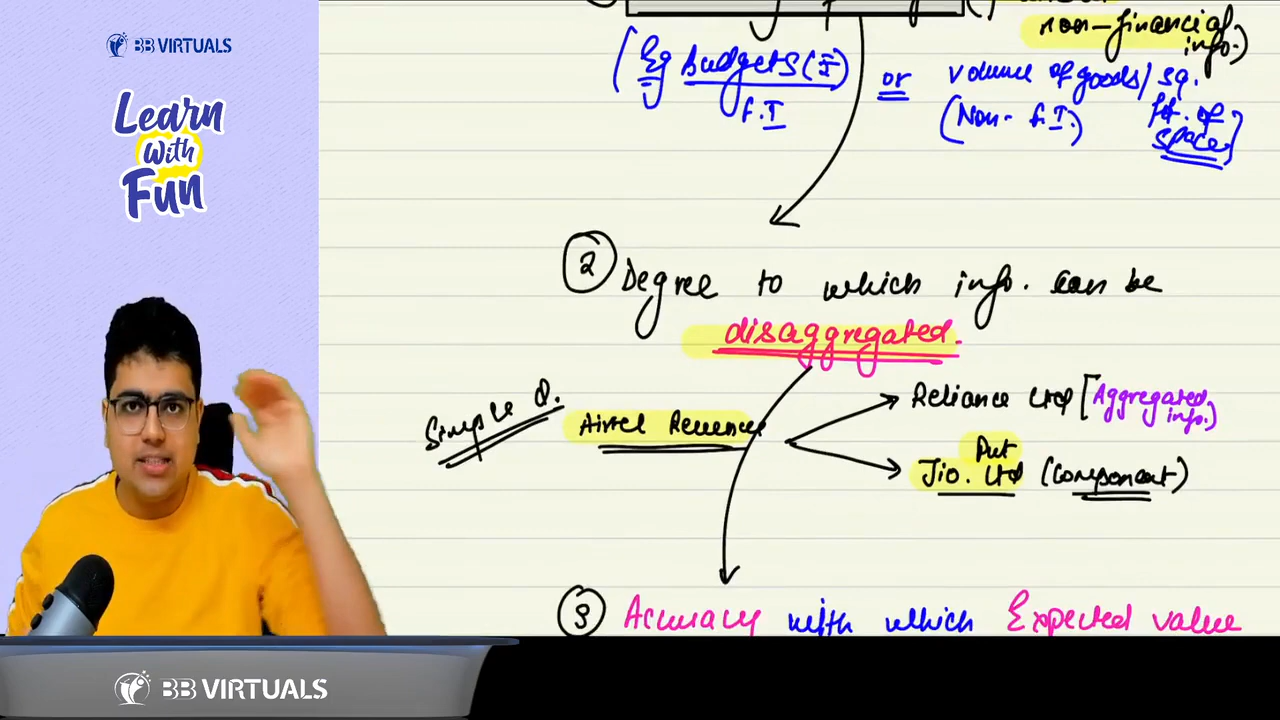 BB VIRTUALS
Learn
With
Fun
non-financial
info.)
(Eg Budgets (I)
F.I
or
volume of goods/sq.
ft. of
space)
(Non-f.I.)
② Degree to which info. can be
disaggregated.
Simple Q.
Airtel Revenue
Reliance Ltd [Aggregated
info.)
Put
Jio. Ltd (Component)
③ Accuracy with which Expected value
BB VIRTUALS